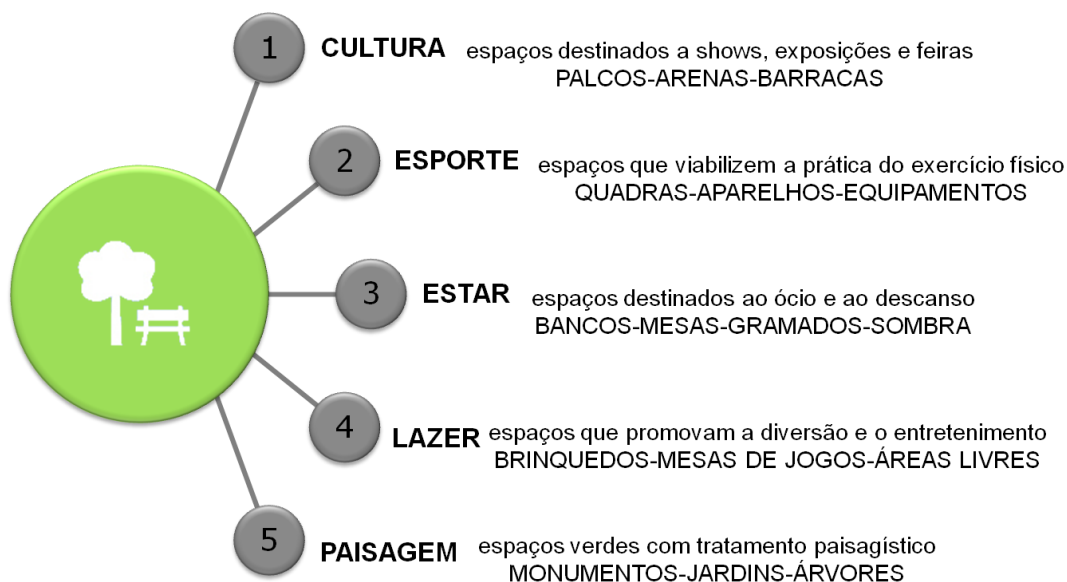 1 CULTURA espaços destinados a shows, exposições e feiras
PALCOS-ARENAS-BARRACAS
2 ESPORTE espaços que viabilizem a prática do exercício físico
QUADRAS-APARELHOS-EQUIPAMENTOS
3 ESTAR espaços destinados ao ócio e ao descanso
BANCOS-MESAS-GRAMADOS-SOMBRA
4 LAZER espaços que promovam a diversão e o entretenimento
BRINQUEDOS-MESAS DE JOGOS-ÁREAS LIVRES
5 PAISAGEM espaços verdes com tratamento paisagístico
MONUMENTOS-JARDINS-ÁRVORES